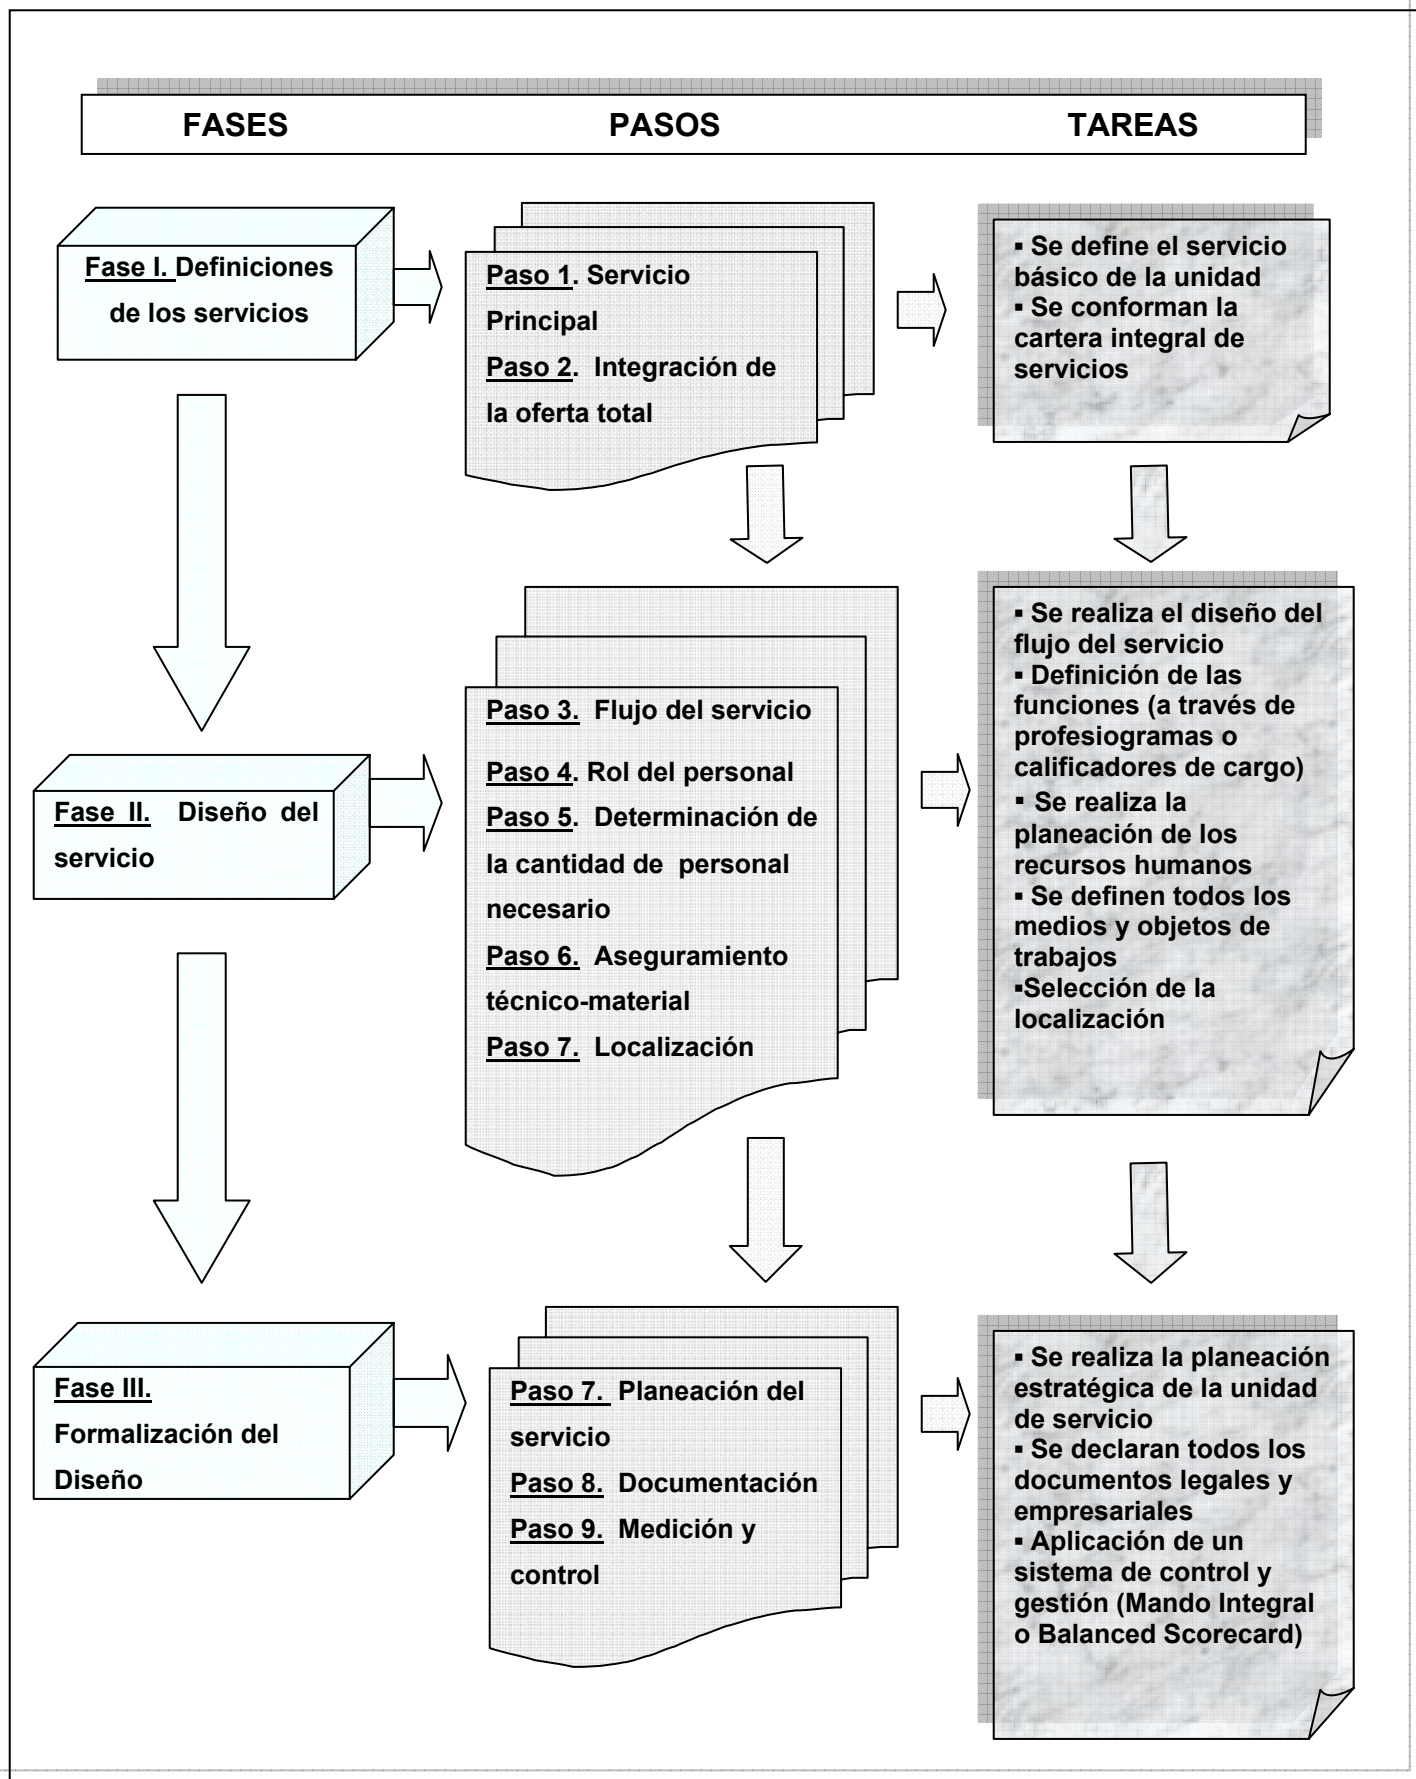 FASES PASOS TAREAS
Fase I. Definiciones
de los servicios
Paso 1. Servicio
Principal
Paso 2. Integración de
la oferta total
▪ Se define el servicio
básico de la unidad
▪ Se conforman la
cartera integral de
servicios
Fase II. Diseño del
servicio
Paso 3. Flujo del servicio
Paso 4. Rol del personal
Paso 5. Determinación de
la cantidad de personal
necesario
Paso 6. Aseguramiento
técnico-material
Paso 7. Localización
▪ Se realiza el diseño del
flujo del servicio
▪ Definición de las
funciones (a través de
profesiogramas o
calificadores de cargo)
▪ Se realiza la
planeación de los
recursos humanos
▪ Se definen todos los
medios y objetos de
trabajos
▪Selección de la
localización
Fase III.
Formalización del
Diseño
Paso 7. Planeación del
servicio
Paso 8. Documentación
Paso 9. Medición y
control
▪ Se realiza la planeación
estratégica de la unidad
de servicio
▪ Se declaran todos los
documentos legales y
empresariales
▪ Aplicación de un
sistema de control y
gestión (Mando Integral
o Balanced Scorecard)